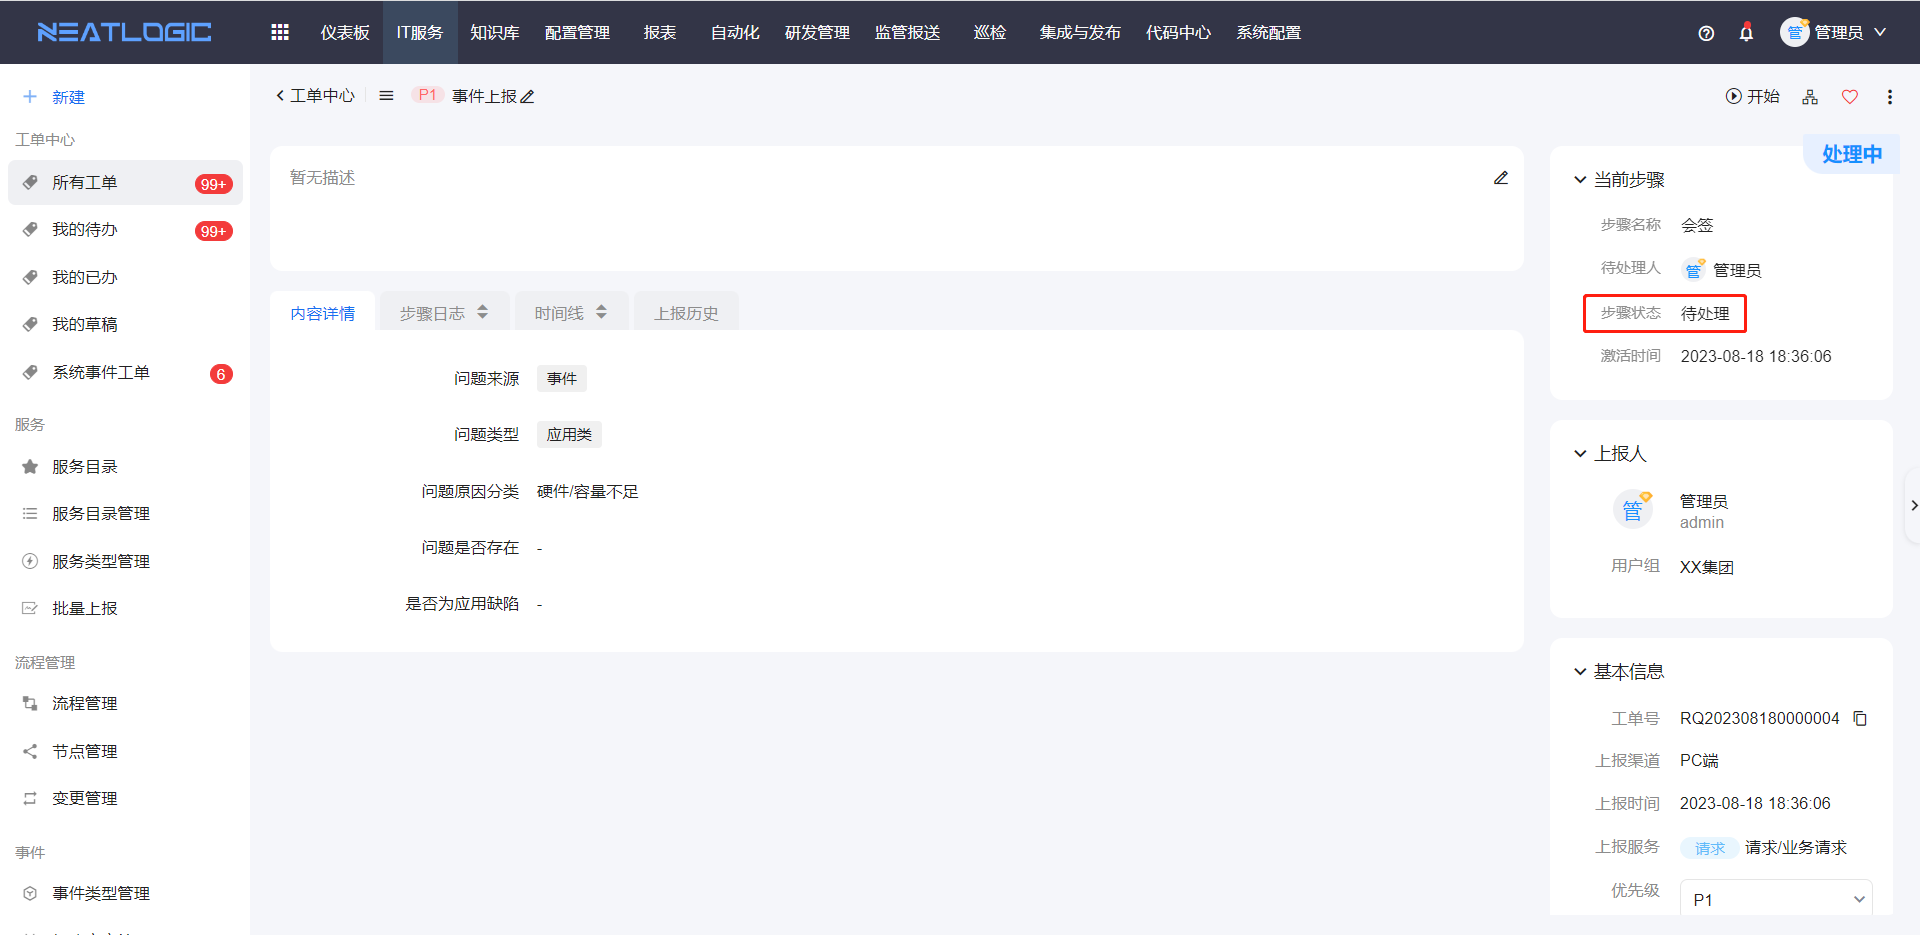 NEATLOGIC
仪表板 IT服务 知识库 配置管理 报表 自动化 研发管理 监管报送 巡检 集成与发布 代码中心 系统配置
管 管理员
新建
工单中心
所有工单 99+
我的待办 99+
我的已办
我的草稿
系统事件工单 6
服务
服务目录
服务目录管理
服务类型管理
批量上报
流程管理
流程管理
节点管理
变更管理
事件
事件类型管理
工单中心 P1 事件上报
开始
暂无描述
内容详情 步骤日志 时间线 上报历史
问题来源 事件
问题类型 应用类
问题原因分类 硬件/容量不足
问题是否存在 -
是否为应用缺陷 -
处理中
当前步骤
步骤名称 会签
待处理人 管 管理员
步骤状态 待处理
激活时间 2023-08-18 18:36:06
上报人
管 管理员
admin
用户组 XX集团
基本信息
工单号 RQ202308180000004
上报渠道 PC端
上报时间 2023-08-18 18:36:06
上报服务 请求 请求/业务请求
优先级 P1